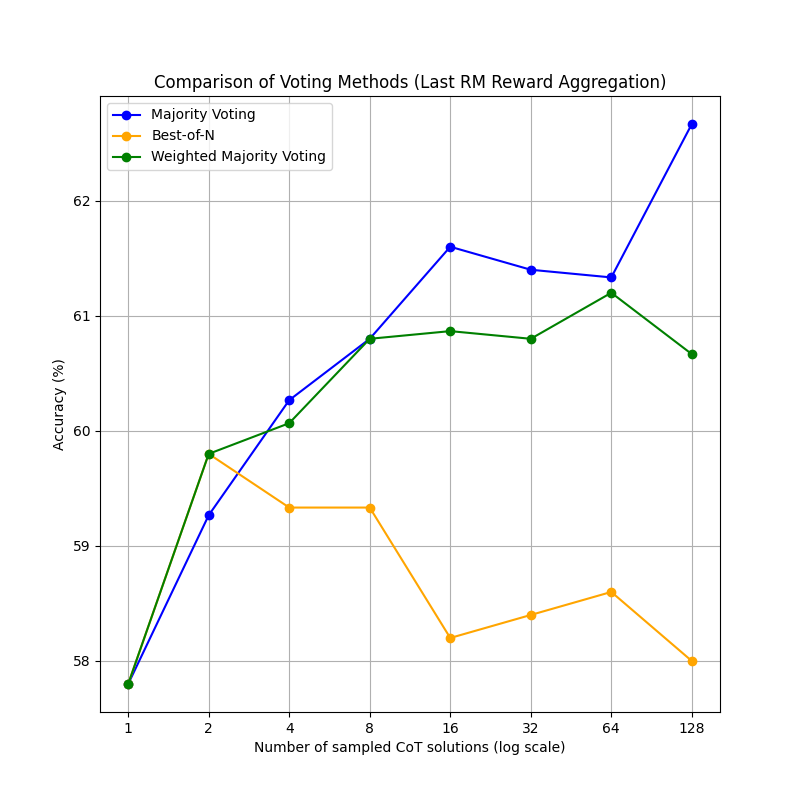 Comparison of Voting Methods (Last RM Reward Aggregation)
Majority Voting
Best-of-N
Weighted Majority Voting
62
61
60
59
58
Accuracy (%)
1 2 4 8 16 32 64 128
Number of sampled CoT solutions (log scale)